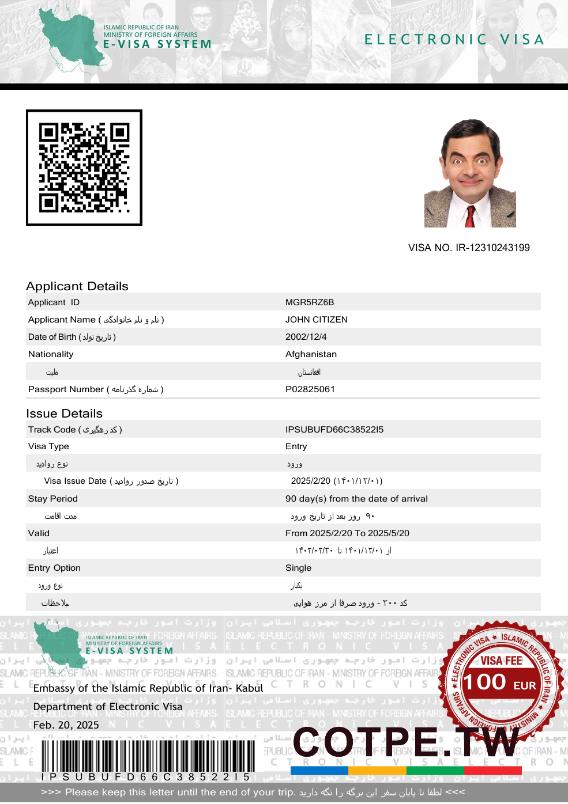 ISLAMIC REPUBLIC OF IRAN
MINISTRY OF FOREIGN AFFAIRS
E-VISA SYSTEM
ELECTRONIC VISA
VISA NO. IR-12310243199
Applicant Details
Applicant ID MGR5RZ6B
Applicant Name ( نام و نام خانوادگی ) JOHN CITIZEN
Date of Birth ( تاریخ تولد ) 2002/12/4
Nationality Afghanistan
ملیت افغانستان
Passport Number ( شماره گذرنامه ) P02825061
Issue Details
Track Code ( کد رهگیری ) IPSUBUFD66C38522I5
Visa Type Entry
نوع روادید ورود
Visa Issue Date ( تاریخ صدور روادید ) 2025/2/20 (۱۴۰۱/۱۲/۰۱)
Stay Period 90 day(s) from the date of arrival
مدت اقامت ۹۰ روز بعد از تاریخ ورود
Valid From 2025/2/20 To 2025/5/20
اعتبار از ۱۴۰۱/۱۲/۰۱ تا ۱۴۰۲/۰۲/۳۰
Entry Option Single
نوع ورود یکبار
ملاحظات کد ۳۰۰ - ورود صرفا از مرز هوایی
ISLAMIC REPUBLIC OF IRAN
MINISTRY OF FOREIGN AFFAIRS
E-VISA SYSTEM
Embassy of the Islamic Republic of Iran- Kabul
Department of Electronic Visa
Feb. 20, 2025
ELECTRONIC VISA ★ ISLAMIC REPUBLIC OF IRAN ★ MINISTRY OF FOREIGN AFFAIRS
VISA FEE
100 EUR
COTPE.TW
IPSUBUFD66C38522I5
>>> Please keep this letter until the end of your trip. لطفا تا پایان سفر این برگه را نگه دارید <<<